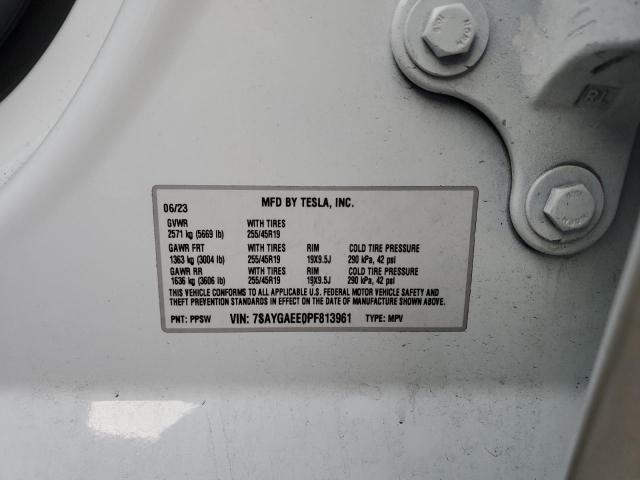 06/23 MFD BY TESLA, INC.
GVWR WITH TIRES
2571 kg (5669 lb) 255/45R19
GAWR FRT WITH TIRES RIM COLD TIRE PRESSURE
1363 kg (3004 lb) 255/45R19 19X9.5J 290 kPa, 42 psi
GAWR RR WITH TIRES RIM COLD TIRE PRESSURE
1636 kg (3606 lb) 255/45R19 19X9.5J 290 kPa, 42 psi
THIS VEHICLE CONFORMS TO ALL APPLICABLE U.S. FEDERAL MOTOR VEHICLE SAFETY AND
THEFT PREVENTION STANDARDS IN EFFECT ON THE DATE OF MANUFACTURE SHOWN ABOVE.
PNT: PPSW VIN: 7SAYGAEE0PF813961 TYPE: MPV
RL